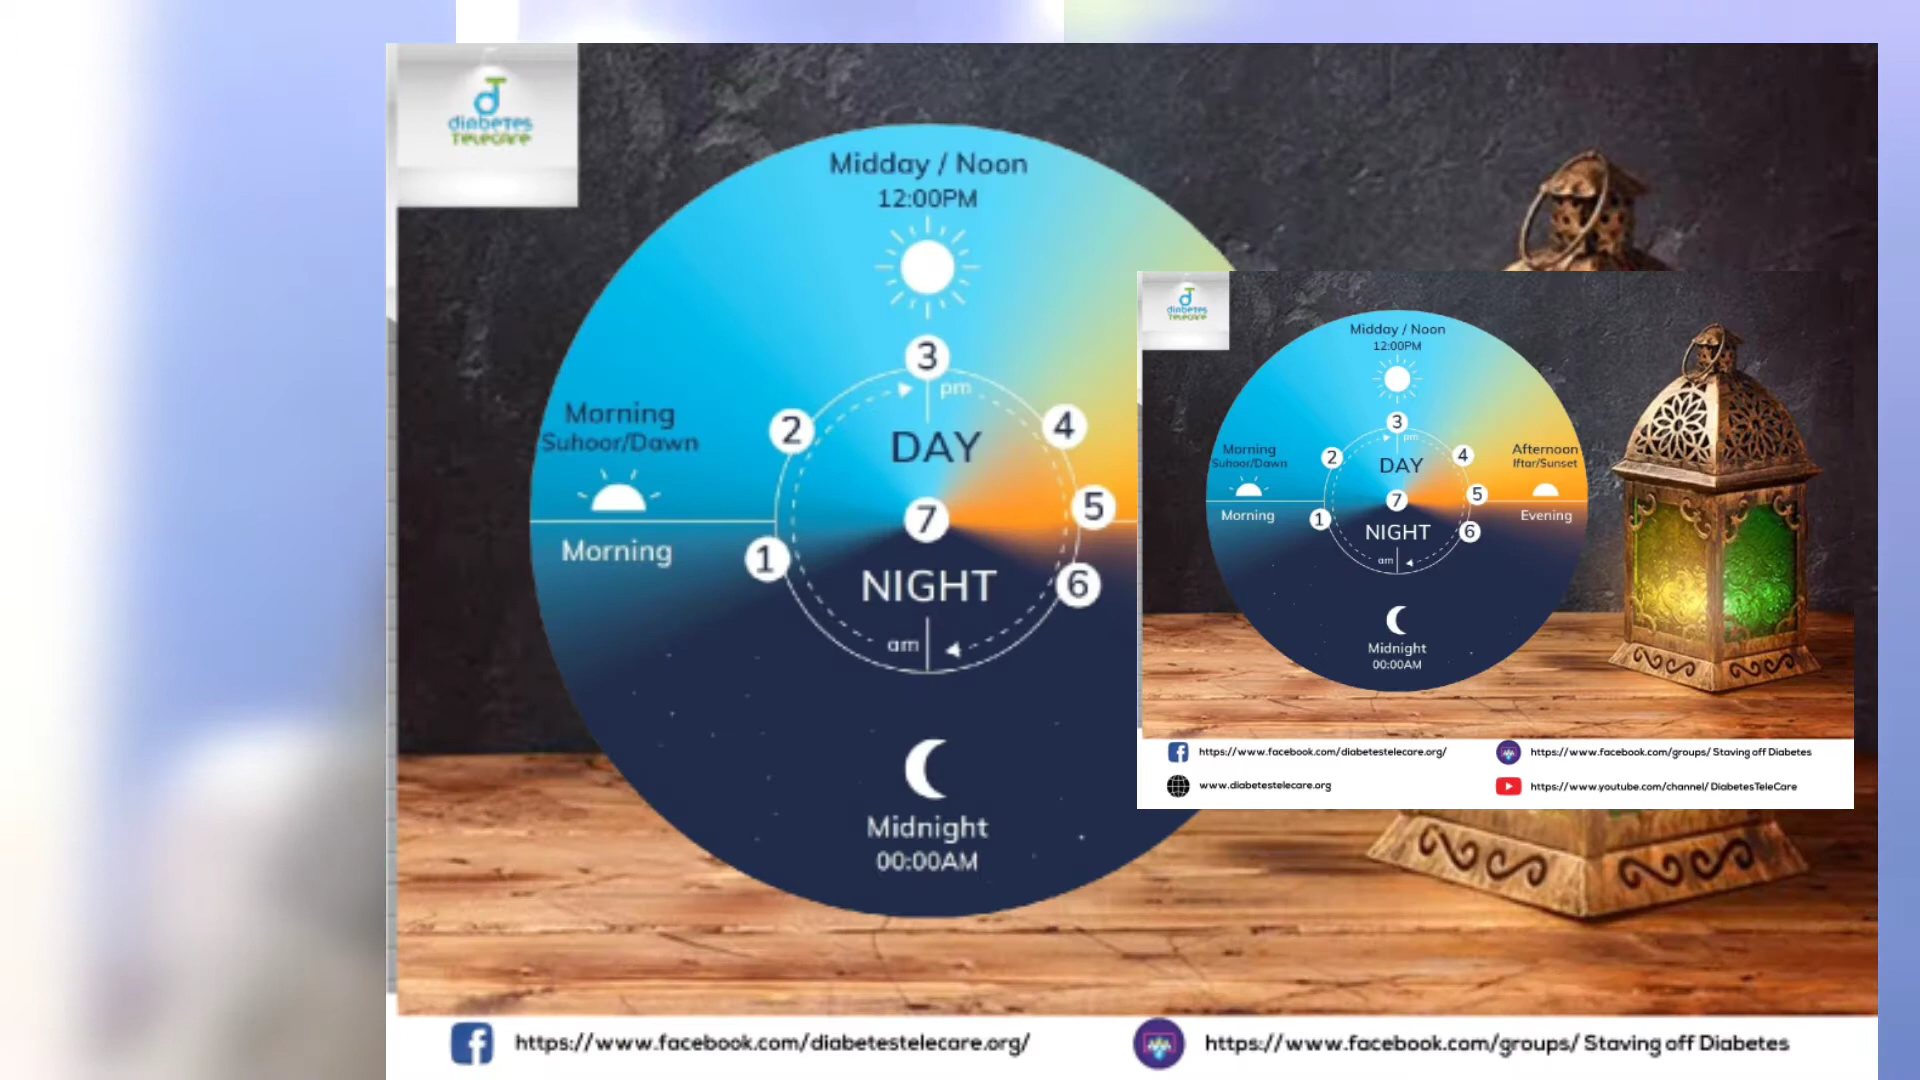 diabetes
Telecare
Midday / Noon
12:00PM
3
pm
Morning
Suhoor/Dawn
2
4
DAY
5
7
Morning
1
NIGHT
6
am
Midnight
00:00AM
https://www.facebook.com/diabetestelecare.org/
https://www.facebook.com/groups/ Staving off Diabetes
diabetes
Telecare
Midday / Noon
12:00PM
3
pm
Morning
Suhoor/Dawn
2
DAY
4
Afternoon
Iftar/Sunset
7
5
Morning
1
Evening
NIGHT
6
am
Midnight
00:00AM
https://www.facebook.com/diabetestelecare.org/
https://www.facebook.com/groups/ Staving off Diabetes
www.diabetestelecare.org
https://www.youtube.com/channel/ DiabetesTeleCare